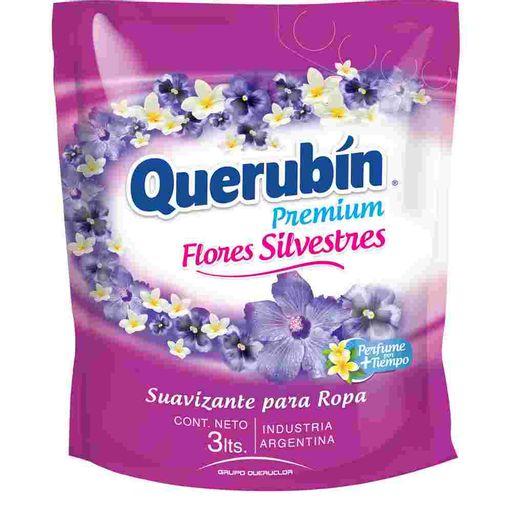 Querubín®
Premium
Flores Silvestres
Perfume
por
+Tiempo
Suavizante para Ropa
CONT. NETO
3lts.
INDUSTRIA
ARGENTINA
GRUPO QUERUCLOR